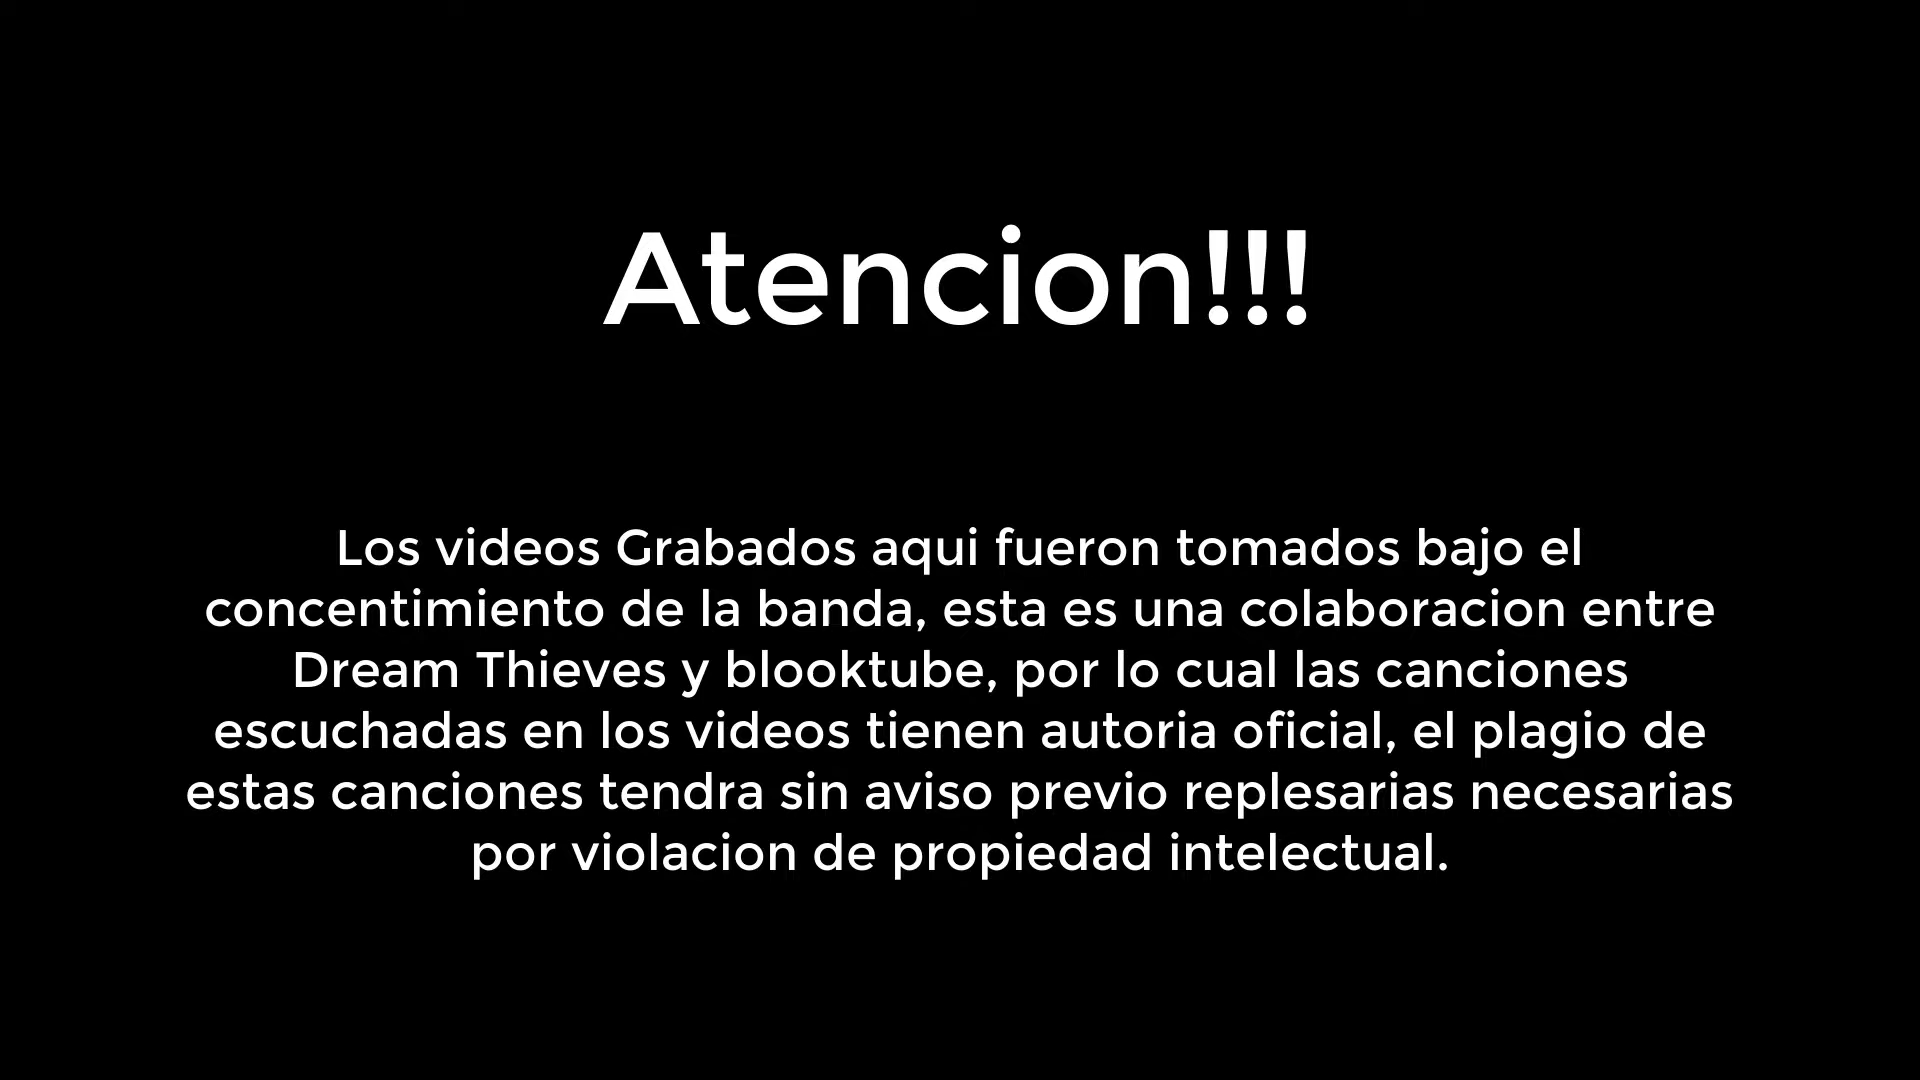 Atencion!!!
Los videos Grabados aqui fueron tomados bajo el
concentimiento de la banda, esta es una colaboracion entre
Dream Thieves y blooktube, por lo cual las canciones
escuchadas en los videos tienen autoria oficial, el plagio de
estas canciones tendra sin aviso previo replesarias necesarias
por violacion de propiedad intelectual.